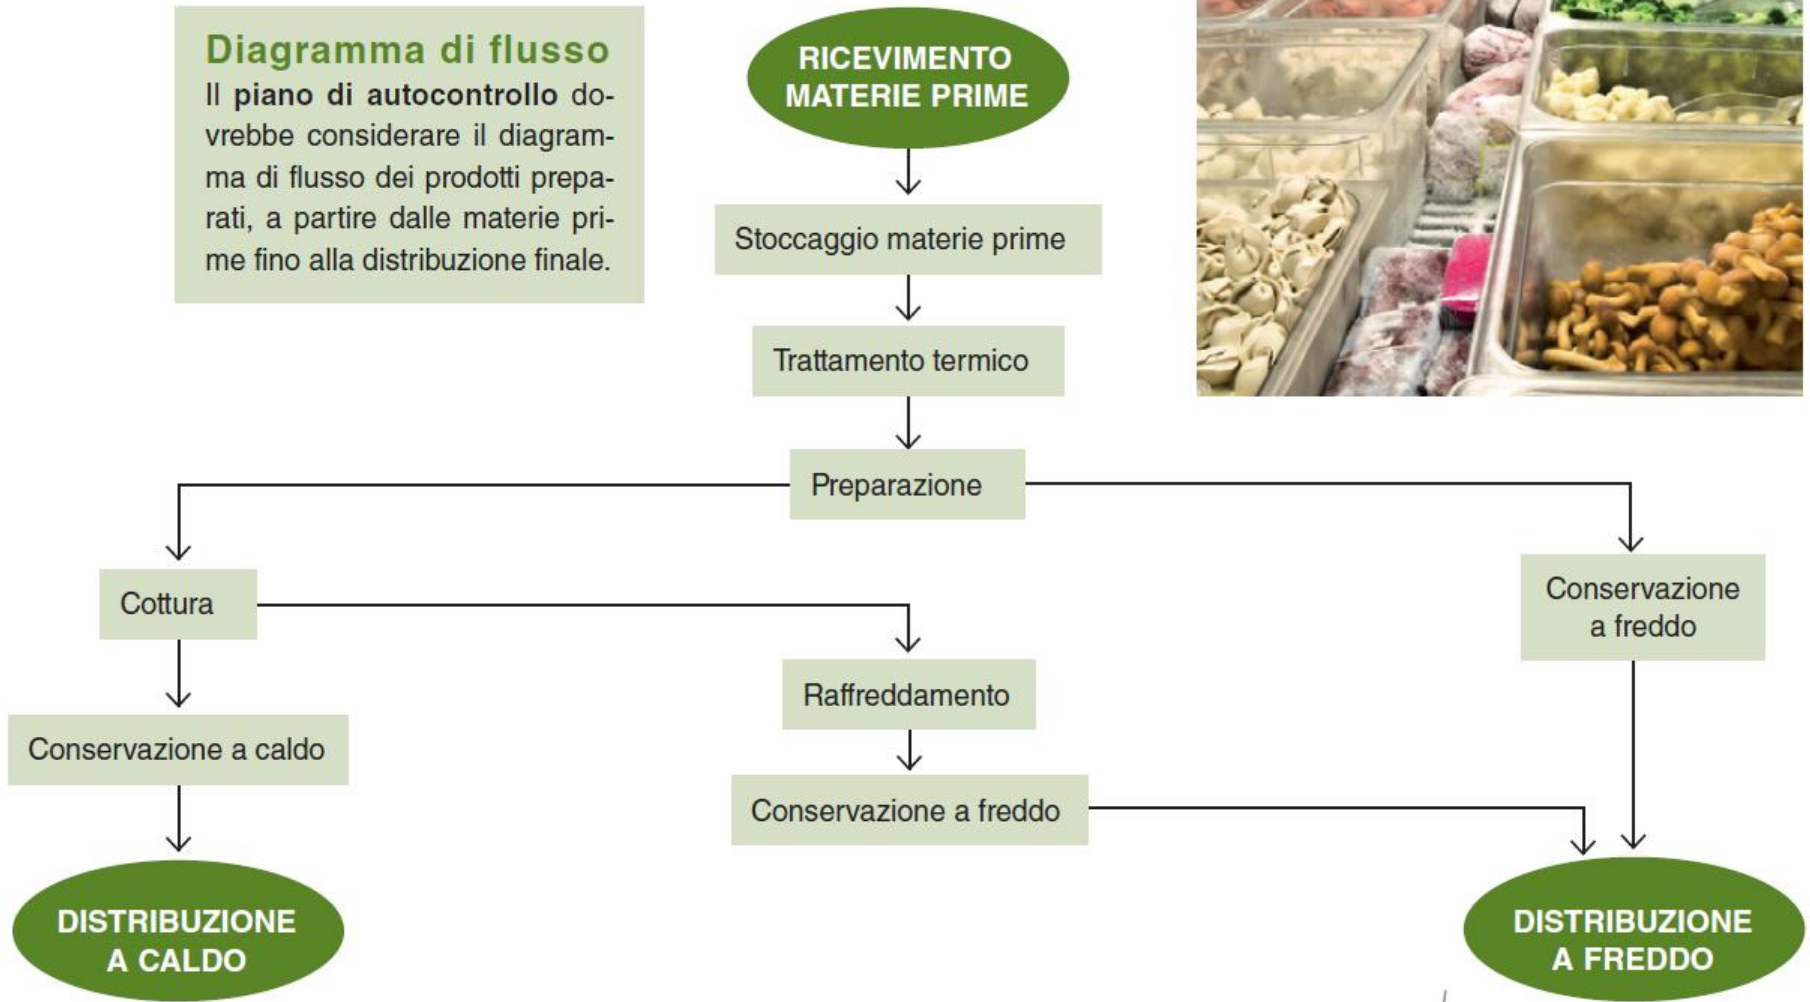 Diagramma di flusso
Il piano di autocontrollo do-
vrebbe considerare il diagram-
ma di flusso dei prodotti prepa-
rati, a partire dalle materie pri-
me fino alla distribuzione finale.
RICEVIMENTO
MATERIE PRIME
Stoccaggio materie prime
Trattamento termico
Preparazione
Cottura
Conservazione
a freddo
Raffreddamento
Conservazione a caldo
Conservazione a freddo
DISTRIBUZIONE
A CALDO
DISTRIBUZIONE
A FREDDO